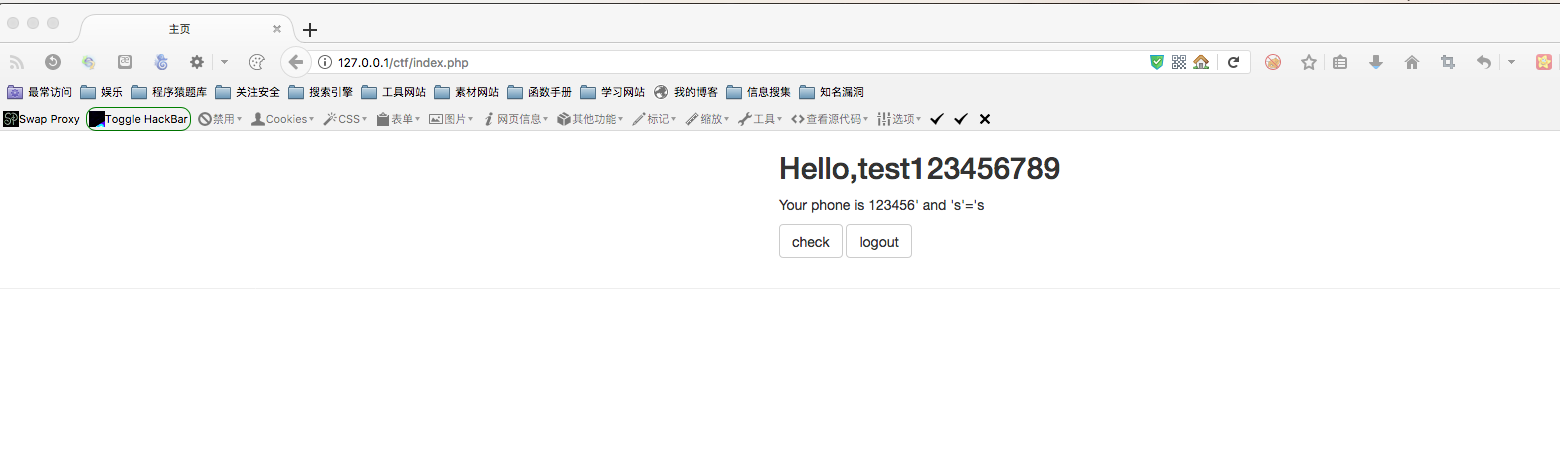 主页
127.0.0.1/ctf/index.php
最常访问 娱乐 程序猿题库 关注安全 搜索引擎 工具网站 素材网站 函数手册 学习网站 我的博客 信息搜集 知名漏洞
Swap Proxy Toggle HackBar 禁用 Cookies CSS 表单 图片 网页信息 其他功能 标记 缩放 工具 查看源代码 选项
Hello,test123456789
Your phone is 123456' and 's'='s
check logout